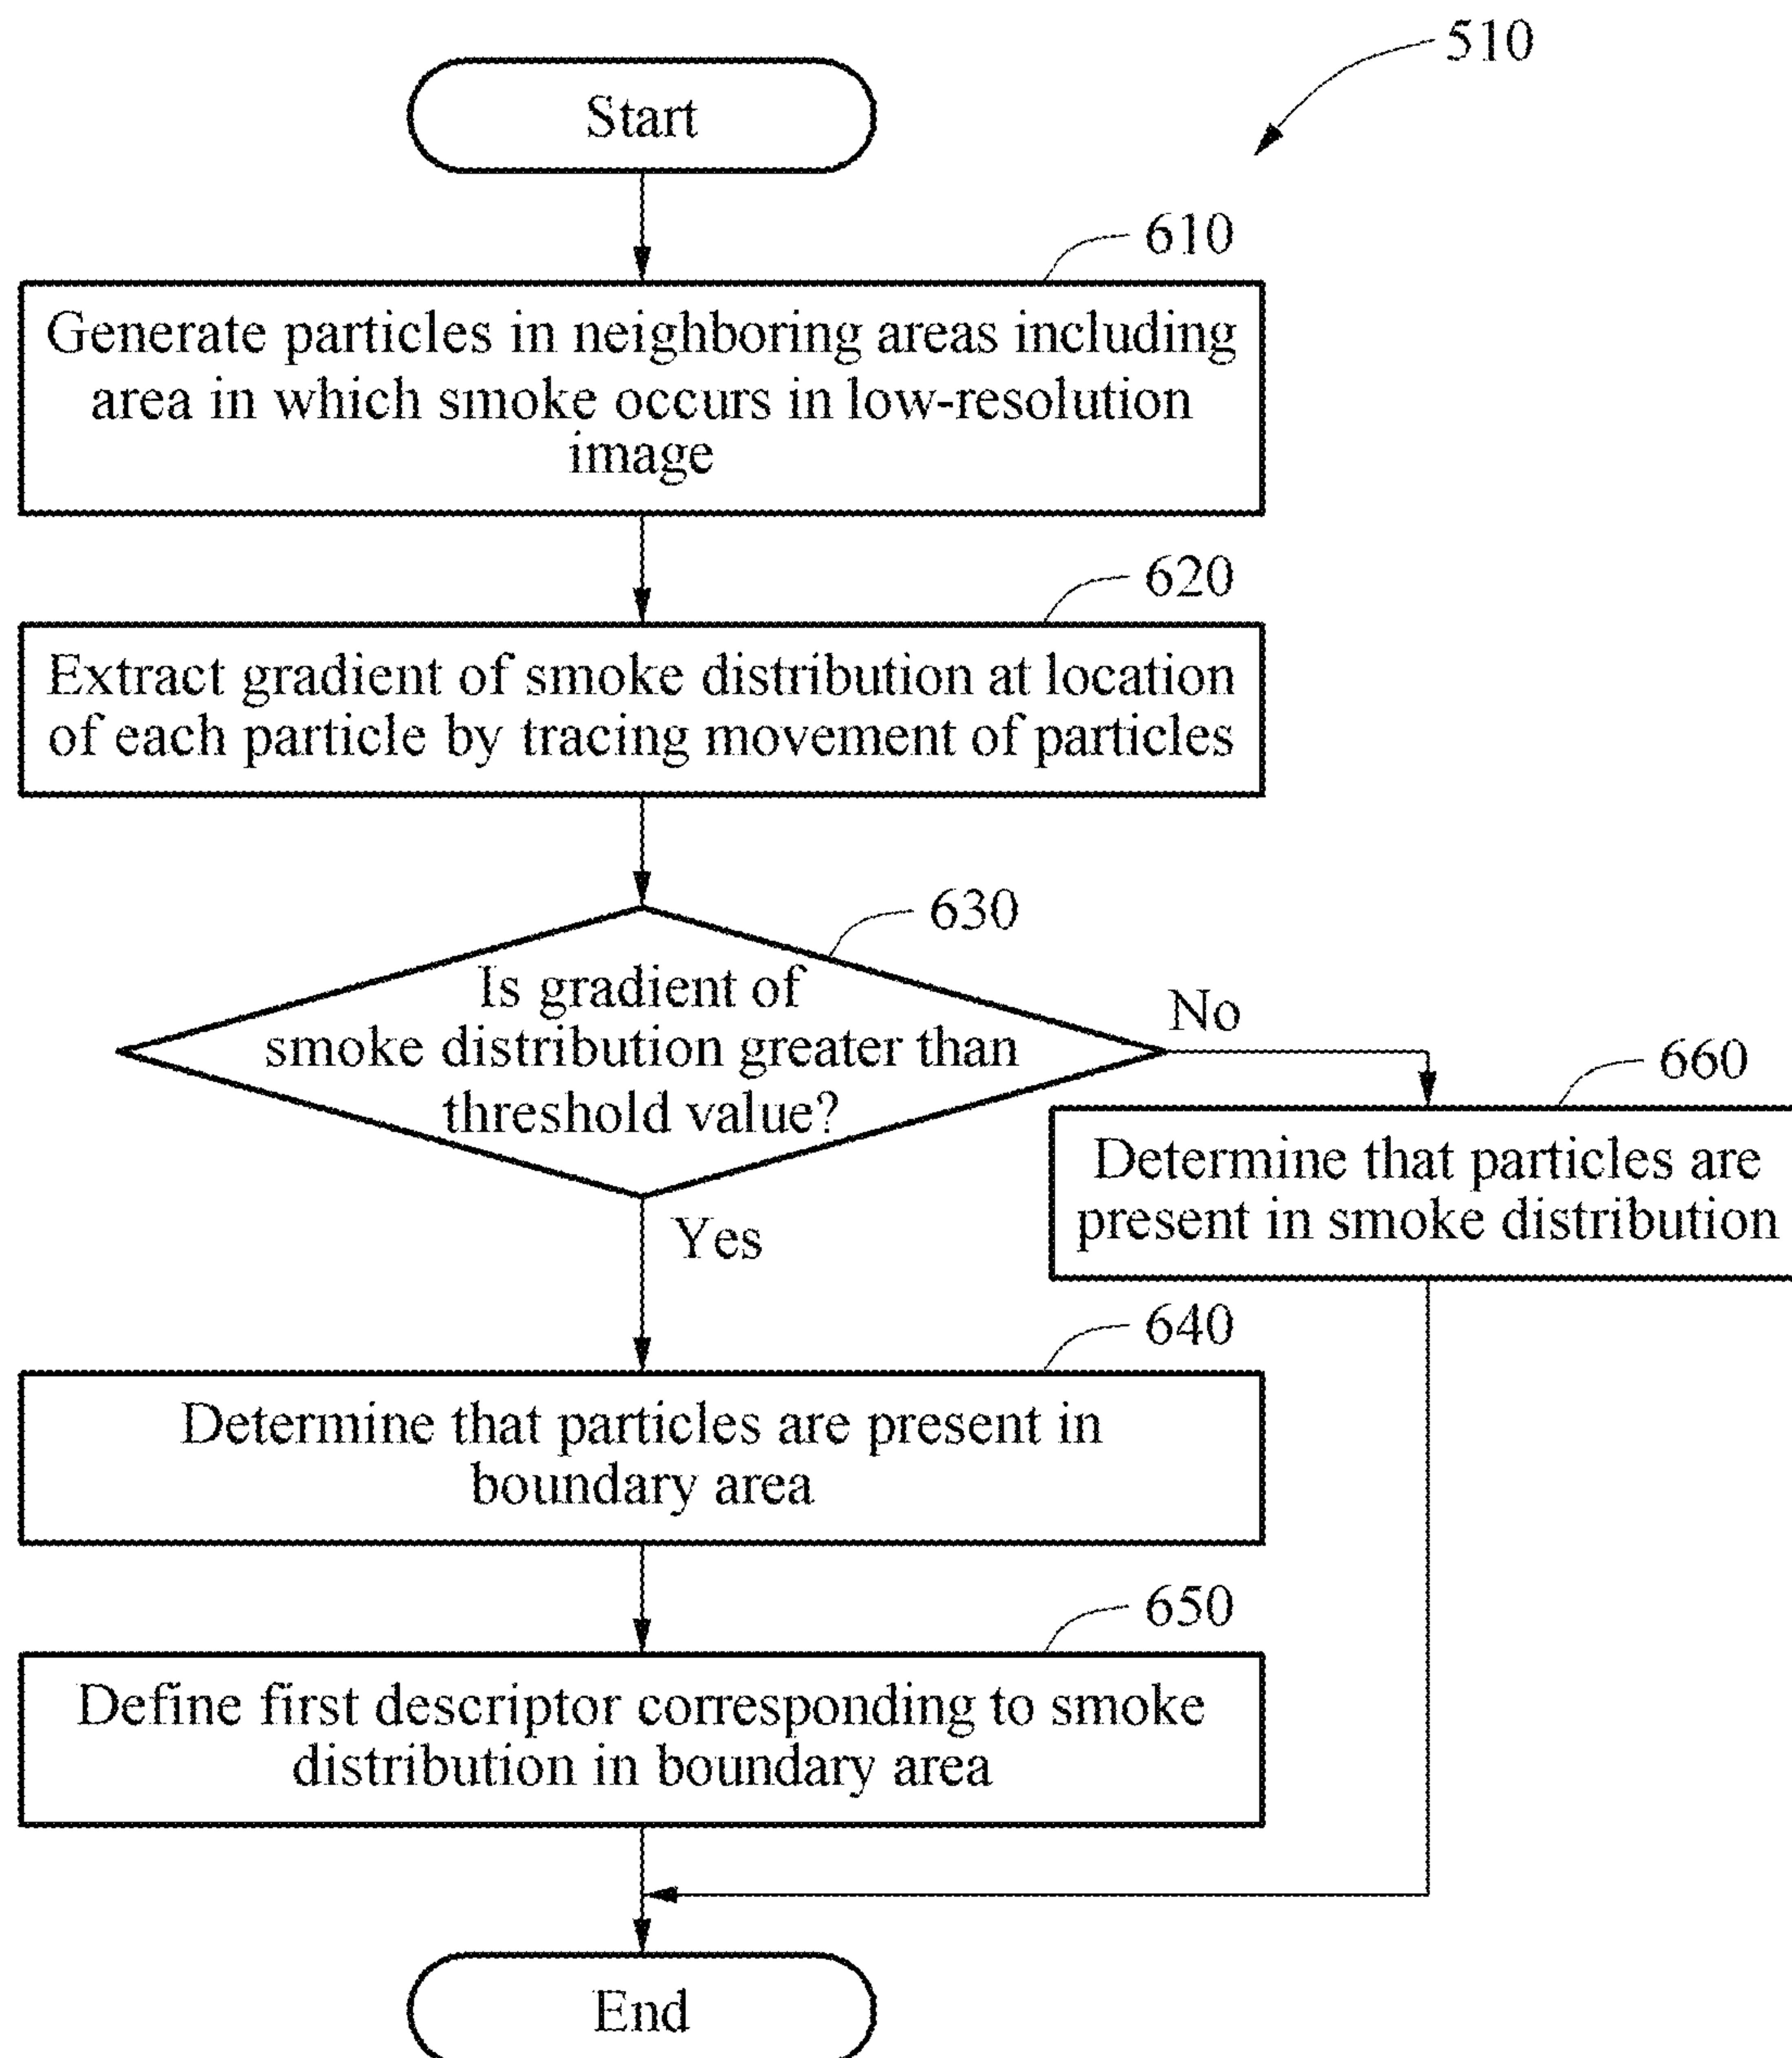 510
Start
610
Generate particles in neighboring areas including
area in which smoke occurs in low-resolution
image
620
Extract gradient of smoke distribution at location
of each particle by tracing movement of particles
630
Is gradient of
smoke distribution greater than
threshold value?
No
660
Determine that particles are
present in smoke distribution
Yes
640
Determine that particles are present in
boundary area
650
Define first descriptor corresponding to smoke
distribution in boundary area
End